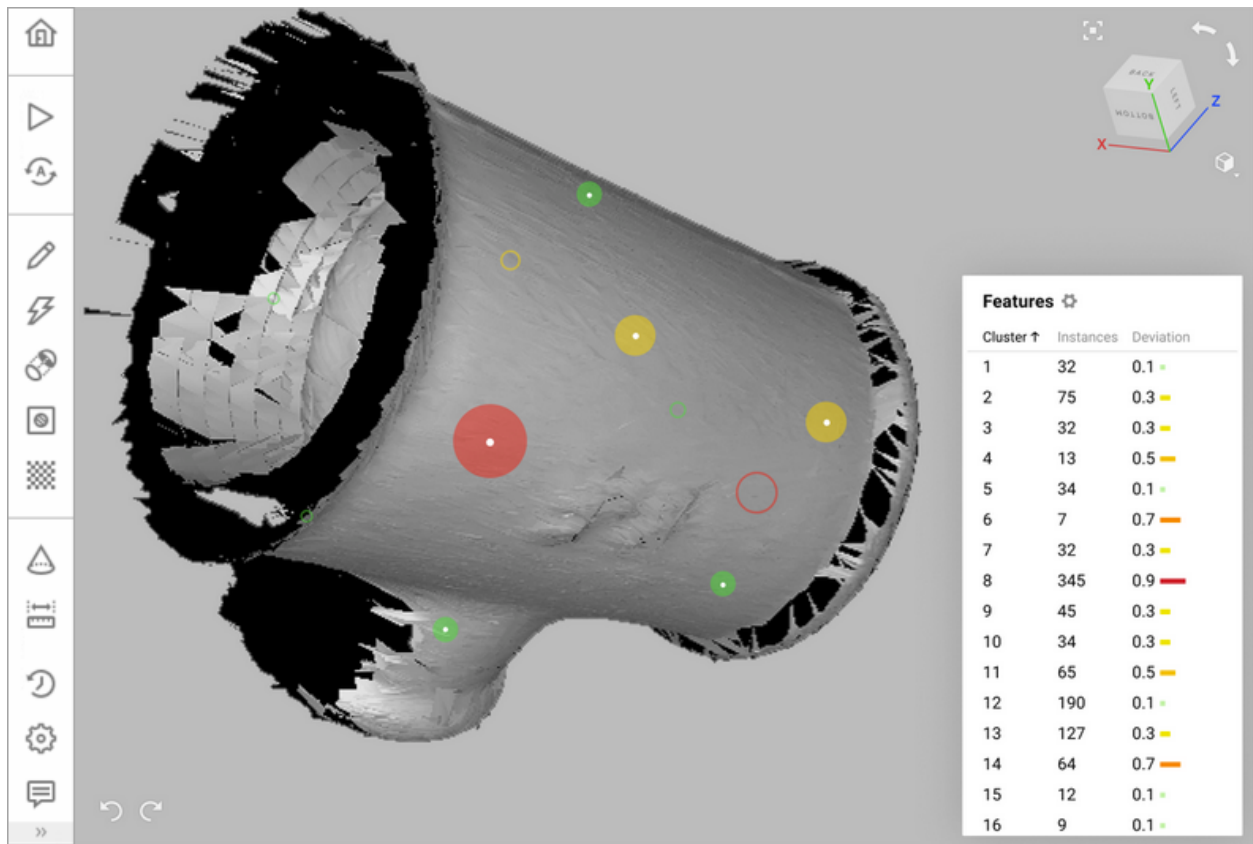 A
BACK
LEFT
BOTTOM
Y
Z
X
Features
Cluster ↑ Instances Deviation
1 32 0.1
2 75 0.3
3 32 0.3
4 13 0.5
5 34 0.1
6 7 0.7
7 32 0.3
8 345 0.9
9 45 0.3
10 34 0.3
11 65 0.5
12 190 0.1
13 127 0.3
14 64 0.7
15 12 0.1
16 9 0.1
»